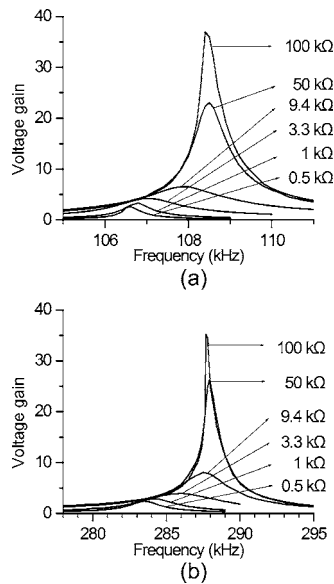 40
30
20
10
0
Voltage gain
100 kΩ
50 kΩ
9.4 kΩ
3.3 kΩ
1 kΩ
0.5 kΩ
106 108 110
Frequency (kHz)
(a)
40
30
20
10
0
Voltage gain
100 kΩ
50 kΩ
9.4 kΩ
3.3 kΩ
1 kΩ
0.5 kΩ
280 285 290 295
Frequency (kHz)
(b)